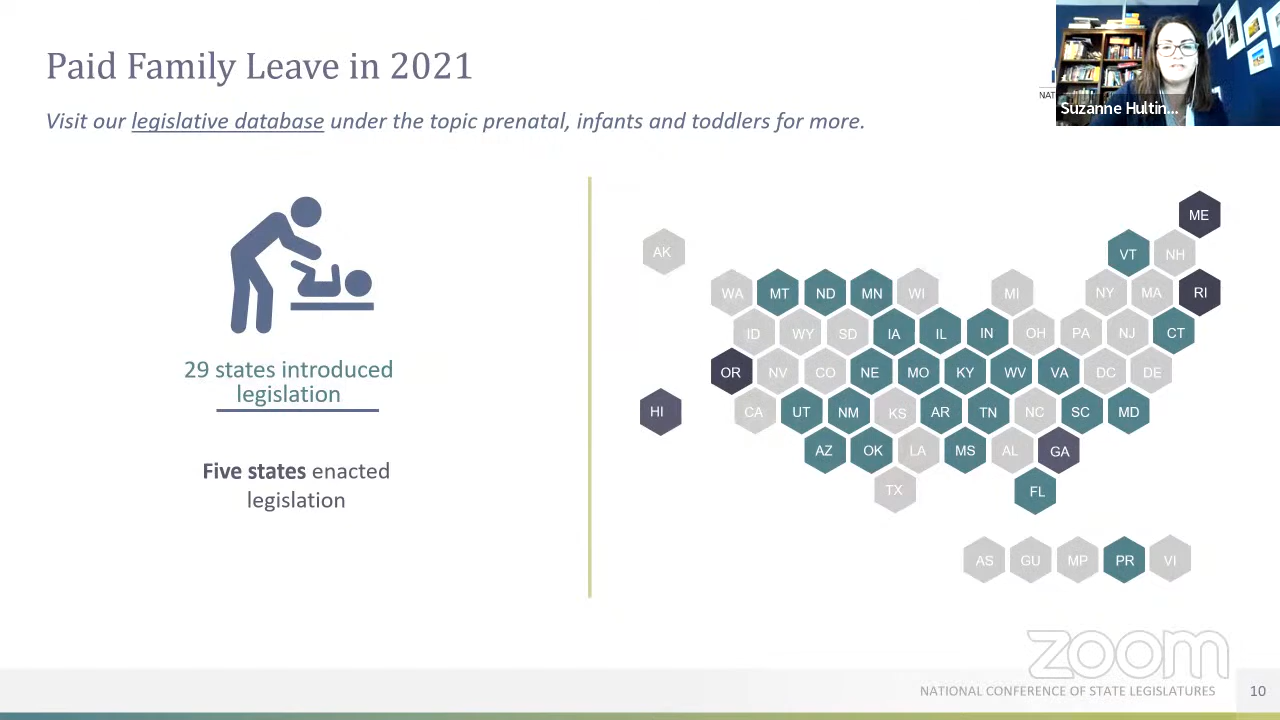 Paid Family Leave in 2021
Visit our legislative database under the topic prenatal, infants and toddlers for more.
NAT
Suzanne Hultin...
29 states introduced
legislation
Five states enacted
legislation
ME
AK
VT NH
WA MT ND MN WI MI NY MA RI
ID WY SD IA IL IN OH PA NJ CT
OR NV CO NE MO KY WV VA DC DE
HI CA UT NM KS AR TN NC SC MD
AZ OK LA MS AL GA
TX FL
AS GU MP PR VI
zoom
NATIONAL CONFERENCE OF STATE LEGISLATURES 10